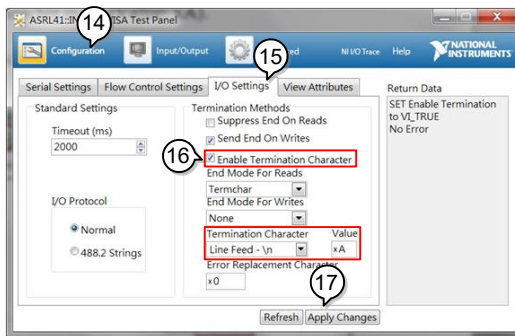 ASRL41::IN
ISA Test Panel
14
Configuration
Input/Output
ed
NI I/O Trace
Help
NATIONAL
INSTRUMENTS
15
Serial Settings
Flow Control Settings
I/O Settings
View Attributes
Return Data
Standard Settings
Timeout (ms)
2000
I/O Protocol
Normal
488.2 Strings
Termination Methods
Suppress End On Reads
Send End On Writes
16
Enable Termination Character
End Mode For Reads
Termchar
End Mode For Writes
None
Termination Character
Value
Line Feed - \n
xA
Error Replacement Character
x0
17
SET Enable Termination
to VI_TRUE
No Error
Refresh
Apply Changes